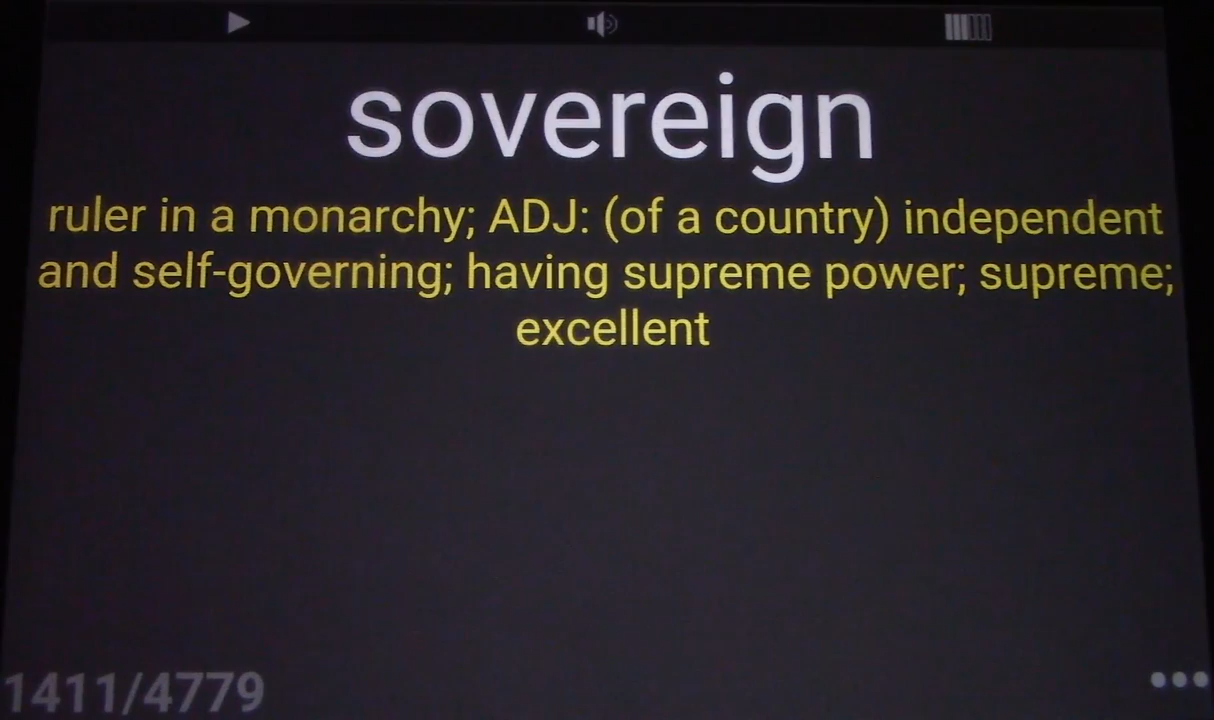 sovereign
ruler in a monarchy; ADJ: (of a country) independent
and self-governing; having supreme power; supreme;
excellent
1411/4779